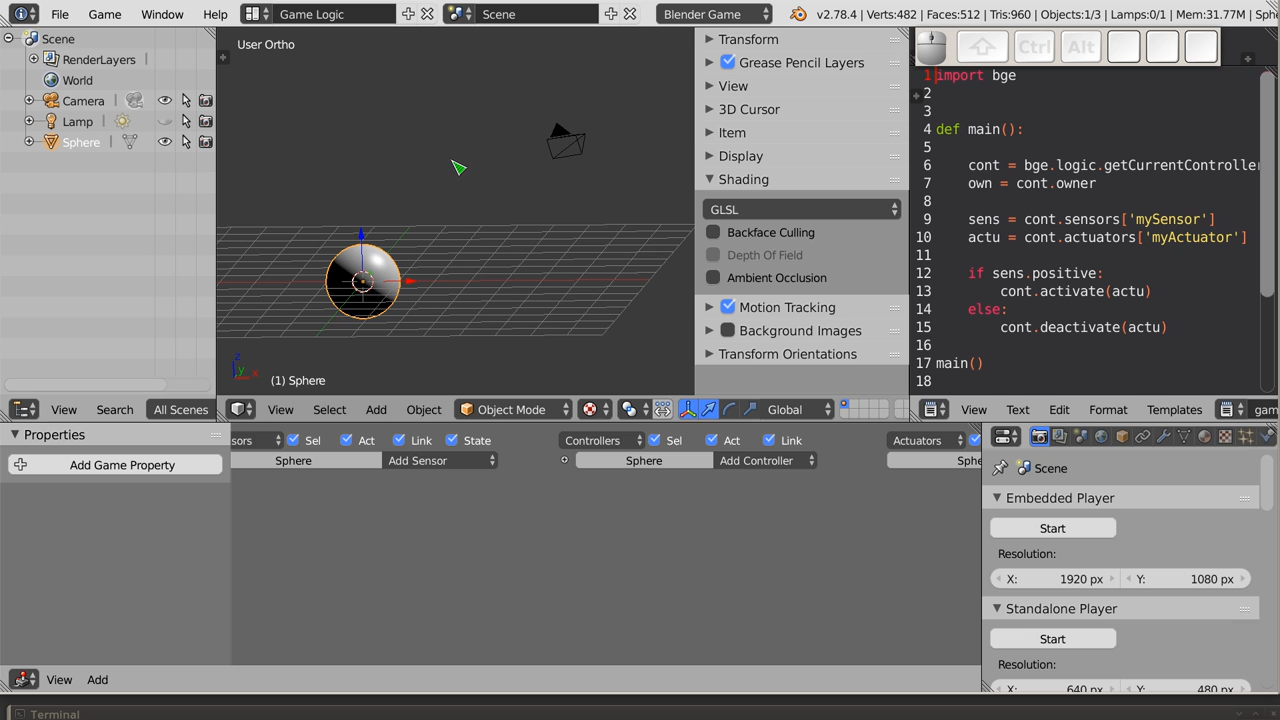 File Game Window Help Game Logic Scene Blender Game v2.78.4 | Verts:482 | Faces:512 | Tris:960 | Objects:1/3 | Lamps:0/1 | Mem:31.77M | Sph
Scene
RenderLayers
World
Camera
Lamp
Sphere
View Search All Scenes
User Ortho
(1) Sphere
View Select Add Object Object Mode Global
Transform
Grease Pencil Layers
View
3D Cursor
Item
Display
Shading
GLSL
Backface Culling
Depth Of Field
Ambient Occlusion
Motion Tracking
Background Images
Transform Orientations
Ctrl Alt
1 import bge
2
3
4 def main():
5
6 cont = bge.logic.getCurrentController
7 own = cont.owner
8
9 sens = cont.sensors['mySensor']
10 actu = cont.actuators['myActuator']
11
12 if sens.positive:
13 cont.activate(actu)
14 else:
15 cont.deactivate(actu)
16
17 main()
18
View Text Edit Format Templates gam
Properties
Add Game Property
sors Sel Act Link State Controllers Sel Act Link Actuators
Sphere Add Sensor Sphere Add Controller Sphe
View Add
Scene
Embedded Player
Start
Resolution:
X: 1920 px Y: 1080 px
Standalone Player
Start
Resolution:
X: 640 px Y: 480 px
Terminal